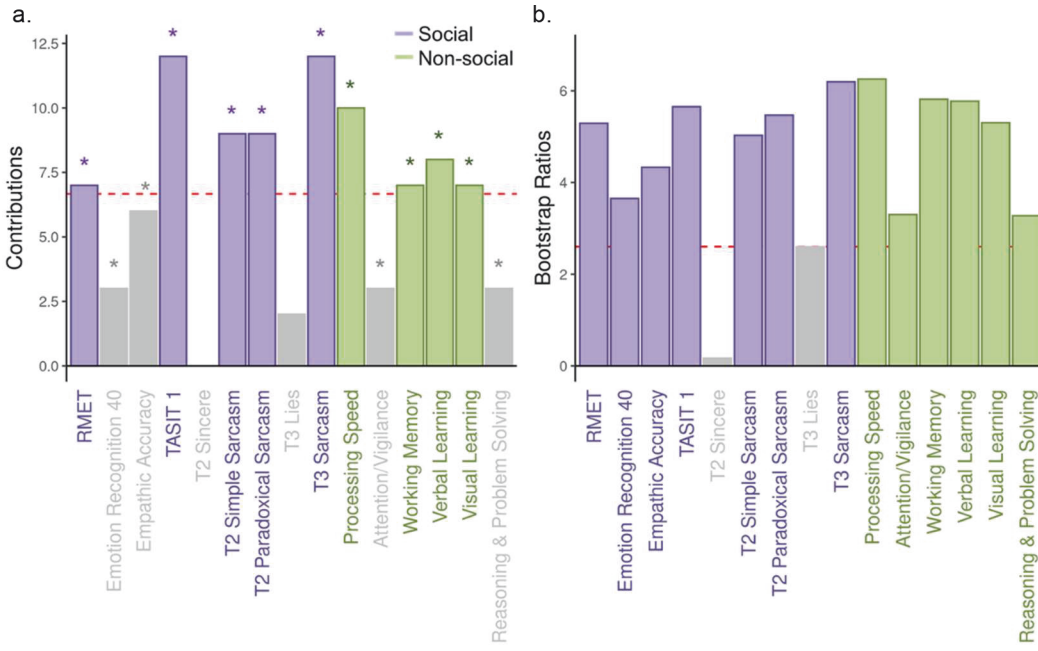 a.
Contributions
12.5
10.0
7.5
5.0
2.5
0.0
Social
Non-social
*
*
*
*
*
*
*
*
*
*
*
*
*
RMET
Emotion Recognition 40
Empathic Accuracy
TASIT 1
T2 Sincere
T2 Simple Sarcasm
T2 Paradoxical Sarcasm
T3 Lies
T3 Sarcasm
Processing Speed
Attention/Vigilance
Working Memory
Verbal Learning
Visual Learning
Reasoning & Problem Solving
b.
Bootstrap Ratios
6
4
2
0
RMET
Emotion Recognition 40
Empathic Accuracy
TASIT 1
T2 Sincere
T2 Simple Sarcasm
T2 Paradoxical Sarcasm
T3 Lies
T3 Sarcasm
Processing Speed
Attention/Vigilance
Working Memory
Verbal Learning
Visual Learning
Reasoning & Problem Solving